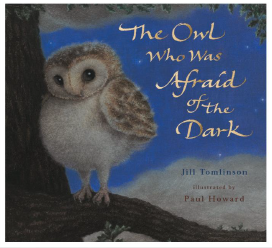 The Owl
Who Was
Afraid
of the
Dark
Jill Tomlinson
illustrated by
Paul Howard